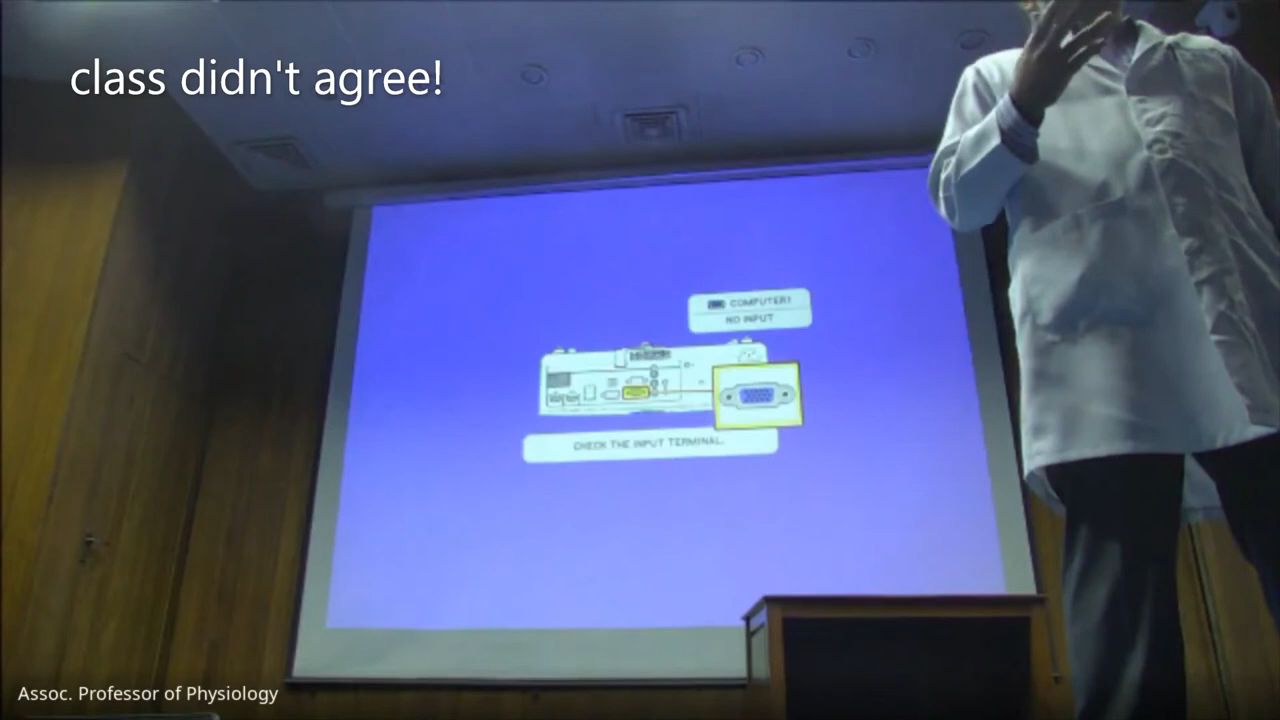 class didn't agree!
COMPUTER1
NO INPUT
CHECK THE INPUT TERMINAL.
Assoc. Professor of Physiology